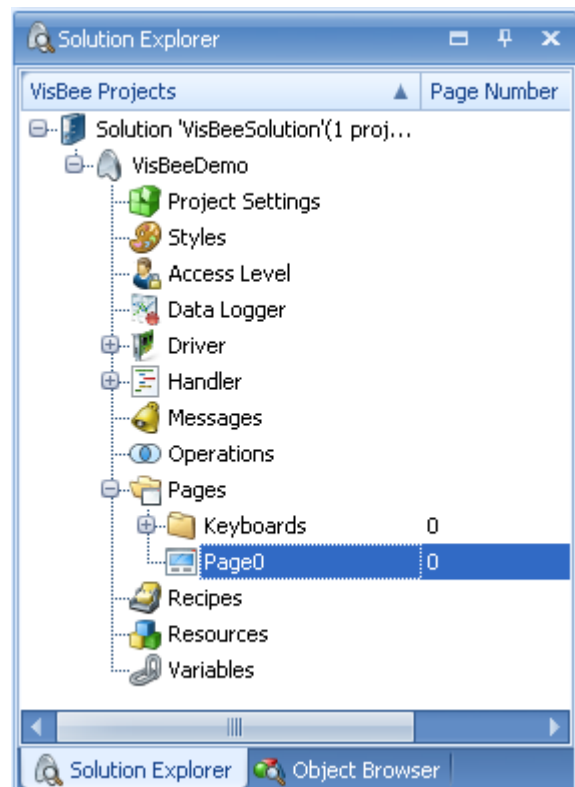 Solution Explorer
VisBee Projects Page Number
Solution 'VisBeeSolution'(1 proj...
VisBeeDemo
Project Settings
Styles
Access Level
Data Logger
Driver
Handler
Messages
Operations
Pages
Keyboards 0
Page0 0
Recipes
Resources
Variables
Solution Explorer Object Browser